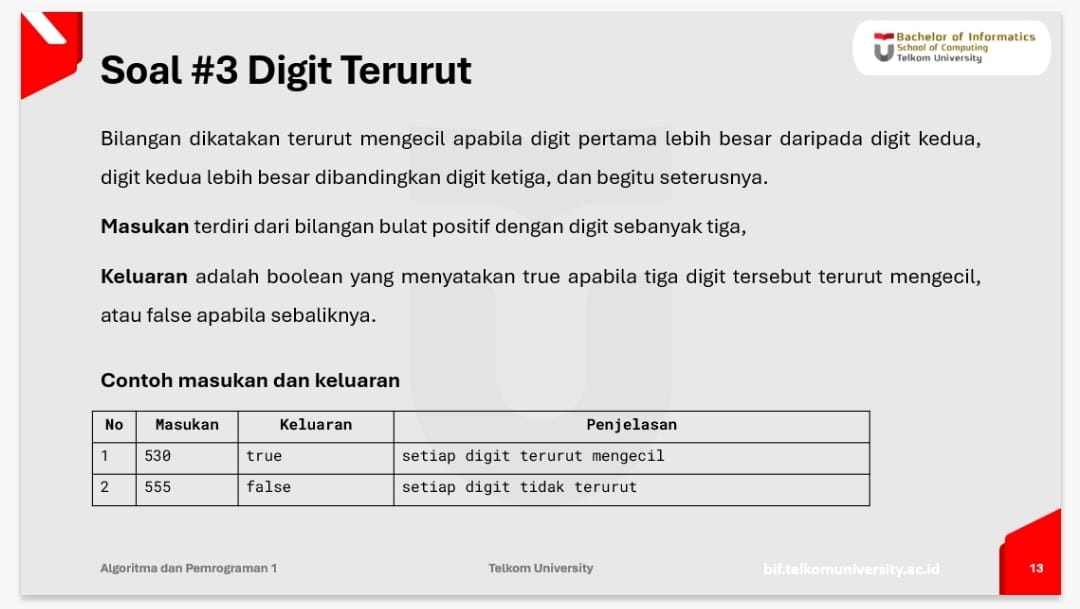 Bachelor of Informatics
School of Computing
Telkom University
Soal #3 Digit Terurut
Bilangan dikatakan terurut mengecil apabila digit pertama lebih besar daripada digit kedua,
digit kedua lebih besar dibandingkan digit ketiga, dan begitu seterusnya.
Masukan terdiri dari bilangan bulat positif dengan digit sebanyak tiga,
Keluaran adalah boolean yang menyatakan true apabila tiga digit tersebut terurut mengecil,
atau false apabila sebaliknya.
Contoh masukan dan keluaran
No Masukan Keluaran Penjelasan
1 530 true setiap digit terurut mengecil
2 555 false setiap digit tidak terurut
Algoritma dan Pemrograman 1 Telkom University bif.telkomuniversity.ac.id 13